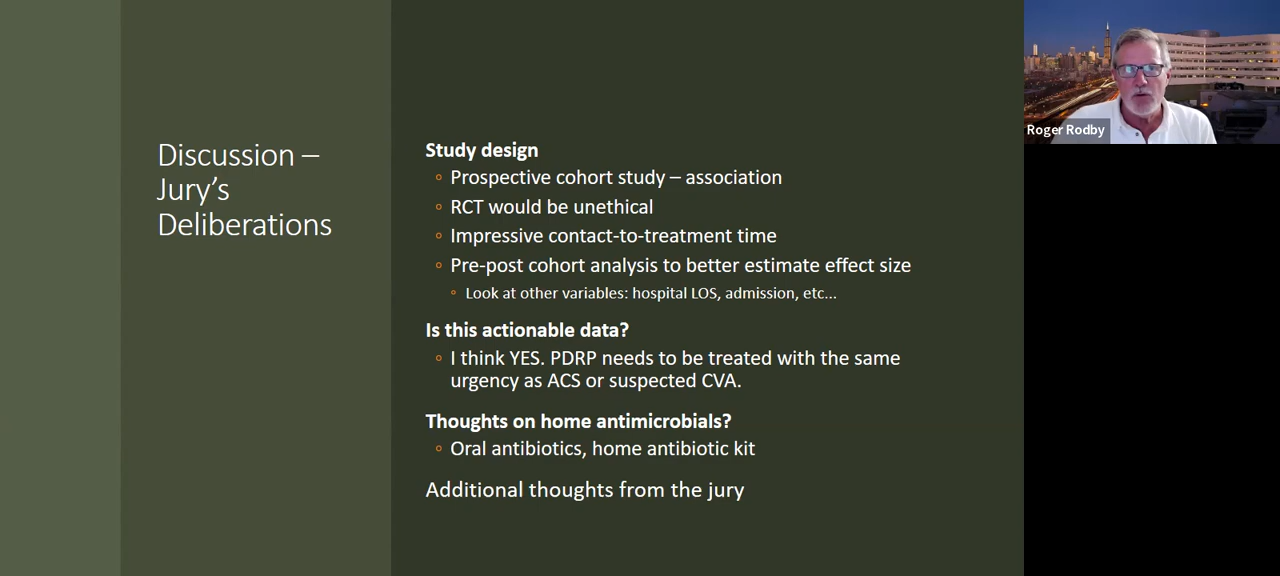 Discussion –
Jury's
Deliberations
Study design
Prospective cohort study – association
RCT would be unethical
Impressive contact-to-treatment time
Pre-post cohort analysis to better estimate effect size
Look at other variables: hospital LOS, admission, etc...
Is this actionable data?
I think YES. PDRP needs to be treated with the same
urgency as ACS or suspected CVA.
Thoughts on home antimicrobials?
Oral antibiotics, home antibiotic kit
Additional thoughts from the jury
Roger Rodby